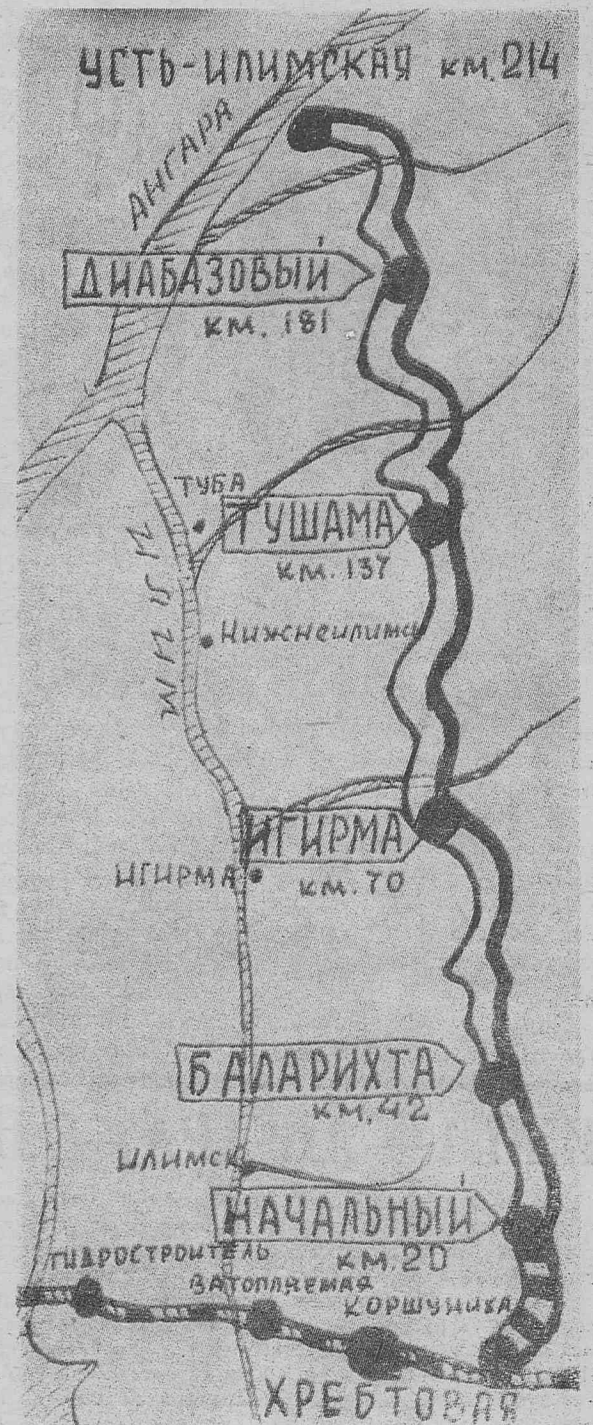 УСТЬ-ИЛИМСКАЯ КМ. 214
АНГАРА
ДИАБАЗОВЫЙ
КМ. 181
ТУБА
ТУШАМА
КМ. 137
ИЛИМ
Нижнеилимск
ИГИРМА
ИГИРМА
КМ. 70
БАЛАРИХТА
КМ. 42
ИЛИМСК
НАЧАЛЬНЫЙ
КМ. 20
ГИДРОСТРОИТЕЛЬ
ЗАТОПЛЯЕМАЯ
КОРШУНИХА
ХРЕБТОВАЯ